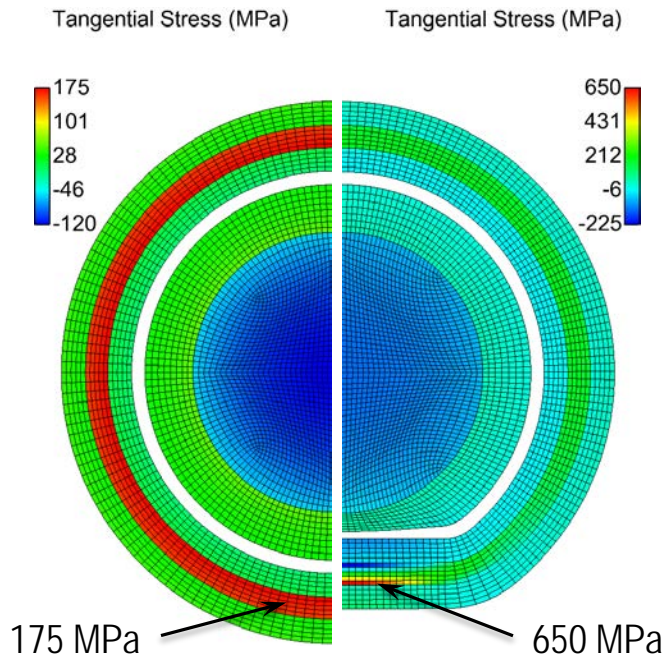 Tangential Stress (MPa)
Tangential Stress (MPa)
175
101
28
-46
-120
650
431
212
-6
-225
175 MPa
650 MPa